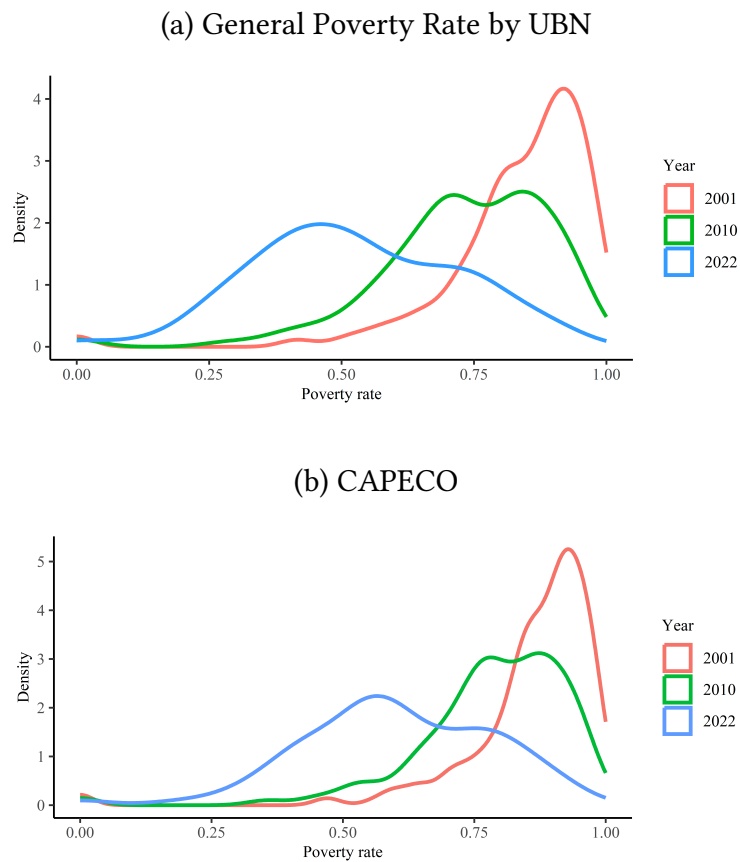 (a) General Poverty Rate by UBN
4
3
2
1
0
Density
0.00 0.25 0.50 0.75 1.00
Poverty rate
Year
2001
2010
2022
(b) CAPECO
5
4
3
2
1
0
Density
0.00 0.25 0.50 0.75 1.00
Poverty rate
Year
2001
2010
2022